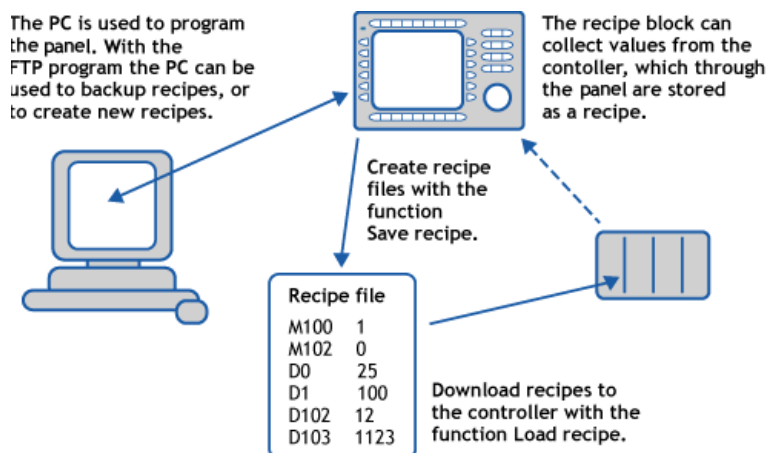 The PC is used to program
the panel. With the
FTP program the PC can be
used to backup recipes, or
to create new recipes.
The recipe block can
collect values from the
contoller, which through
the panel are stored
as a recipe.
Create recipe
files with the
function
Save recipe.
Recipe file
M100 1
M102 0
D0 25
D1 100
D102 12
D103 1123
Download recipes to
the controller with the
function Load recipe.